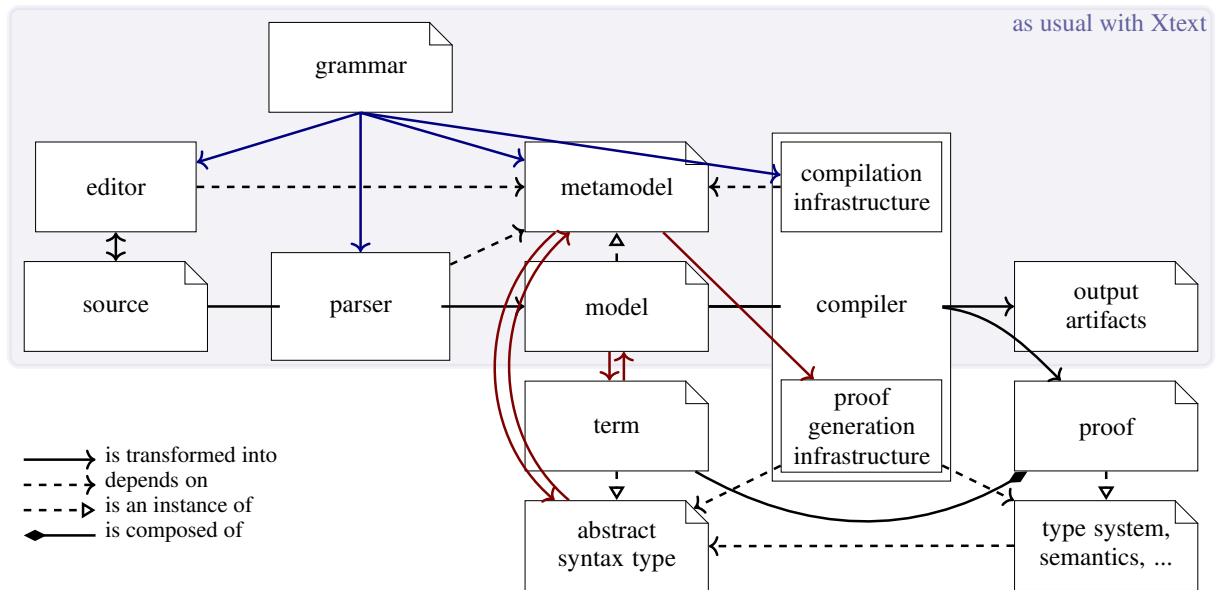 as usual with Xtext
grammar
editor
metamodel
compilation
infrastructure
source
parser
model
compiler
output
artifacts
term
proof
generation
infrastructure
proof
is transformed into
depends on
is an instance of
is composed of
abstract
syntax type
type system,
semantics, ...